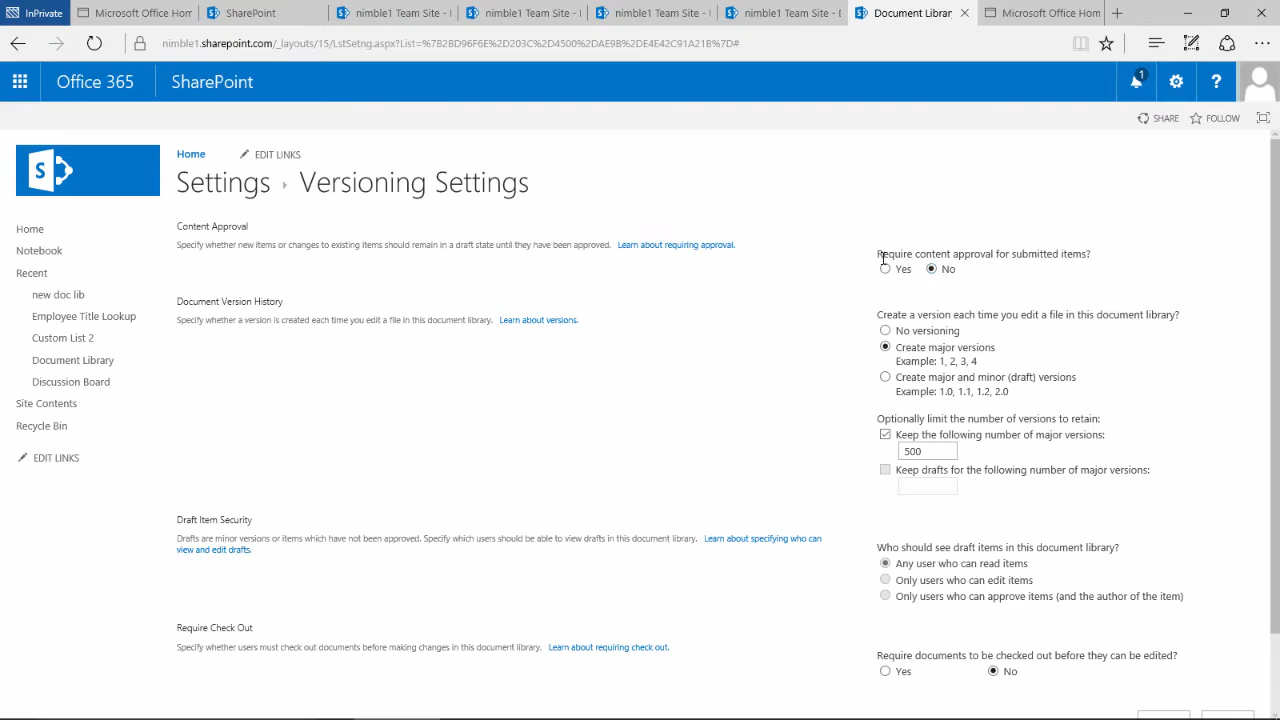 InPrivate
Microsoft Office Home
SharePoint
nimble1 Team Site - I
nimble1 Team Site - I
nimble1 Team Site - I
nimble1 Team Site - I
Document Librar
Microsoft Office Hom
nimble1.sharepoint.com/_layouts/15/LstSetng.aspx?List=%7B2BD96F6E%2D203C%2D4500%2DAE9B%2DE4E42C91A21B%7D#
Office 365
SharePoint
1
?
SHARE
FOLLOW
S
Home
EDIT LINKS
Settings
Versioning Settings
Home
Notebook
Recent
new doc lib
Employee Title Lookup
Custom List 2
Document Library
Discussion Board
Site Contents
Recycle Bin
EDIT LINKS
Content Approval
Specify whether new items or changes to existing items should remain in a draft state until they have been approved. Learn about requiring approval.
Require content approval for submitted items?
Yes
No
Document Version History
Specify whether a version is created each time you edit a file in this document library. Learn about versions.
Create a version each time you edit a file in this document library?
No versioning
Create major versions
Example: 1, 2, 3, 4
Create major and minor (draft) versions
Example: 1.0, 1.1, 1.2, 2.0
Optionally limit the number of versions to retain:
Keep the following number of major versions:
500
Keep drafts for the following number of major versions:
Draft Item Security
Drafts are minor versions or items which have not been approved. Specify which users should be able to view drafts in this document library. Learn about specifying who can
view and edit drafts.
Who should see draft items in this document library?
Any user who can read items
Only users who can edit items
Only users who can approve items (and the author of the item)
Require Check Out
Specify whether users must check out documents before making changes in this document library. Learn about requiring check out.
Require documents to be checked out before they can be edited?
Yes
No